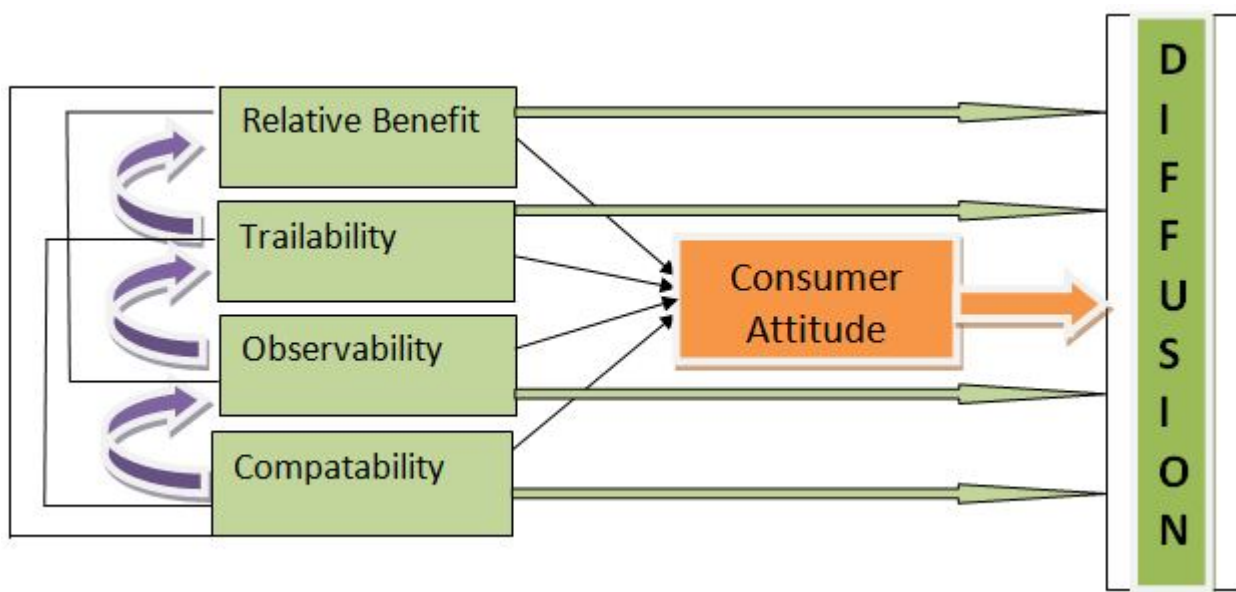 Relative Benefit
Trailability
Observability
Compatability
Consumer
Attitude
D
I
F
F
U
S
I
O
N